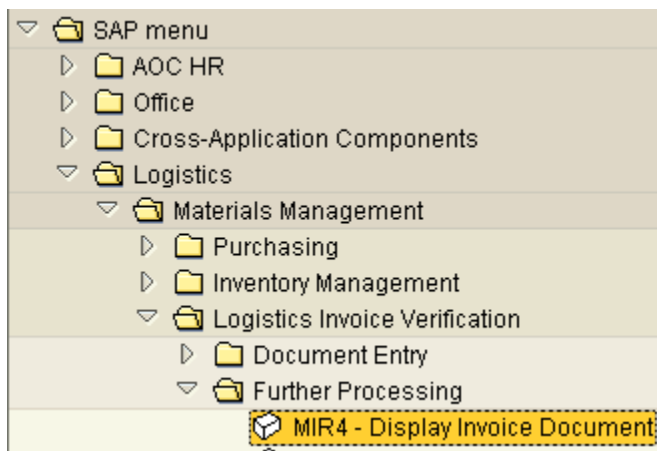 SAP menu
AOC HR
Office
Cross-Application Components
Logistics
Materials Management
Purchasing
Inventory Management
Logistics Invoice Verification
Document Entry
Further Processing
MIR4 - Display Invoice Document